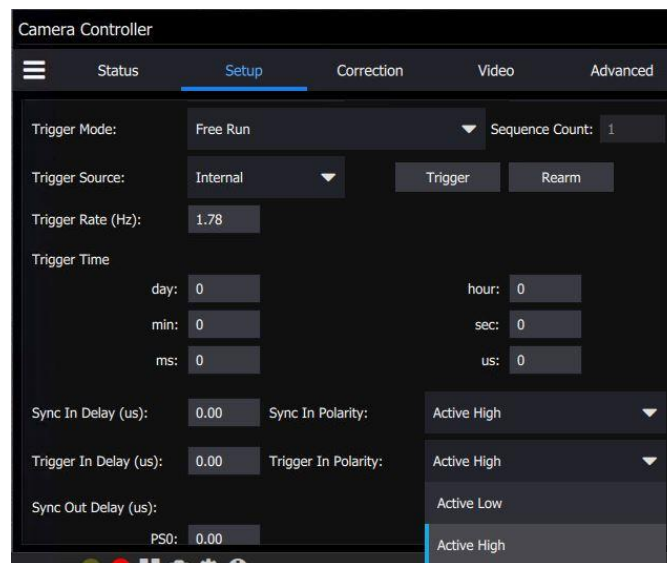 Camera Controller
Status Setup Correction Video Advanced
Trigger Mode: Free Run Sequence Count: 1
Trigger Source: Internal Trigger Rearm
Trigger Rate (Hz): 1.78
Trigger Time
day: 0 hour: 0
min: 0 sec: 0
ms: 0 us: 0
Sync In Delay (us): 0.00 Sync In Polarity: Active High
Trigger In Delay (us): 0.00 Trigger In Polarity: Active High
Sync Out Delay (us): Active Low
PS0: 0.00 Active High